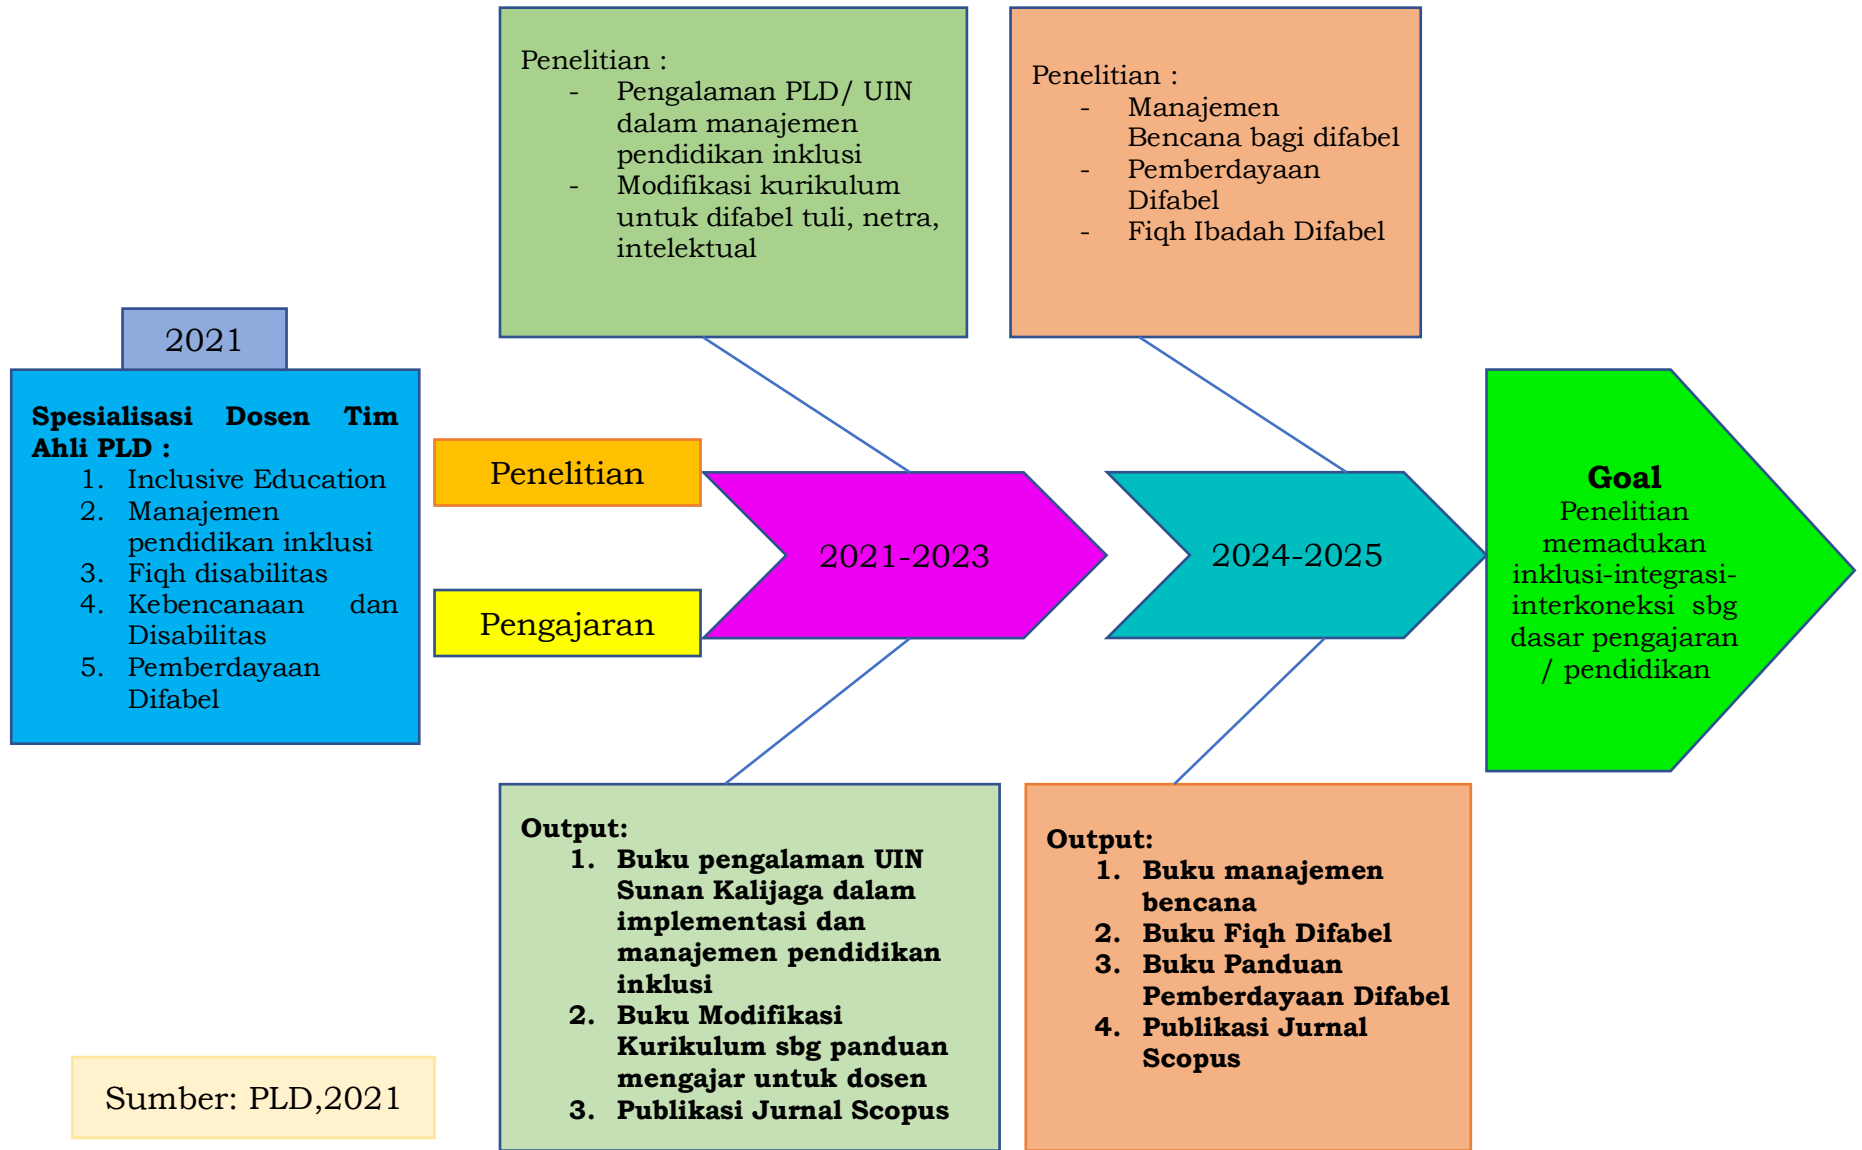 Penelitian :
- Pengalaman PLD/ UIN
dalam manajemen
pendidikan inklusi
- Modifikasi kurikulum
untuk difabel tuli, netra,
intelektual
Penelitian :
- Manajemen
Bencana bagi difabel
- Pemberdayaan
Difabel
- Fiqh Ibadah Difabel
2021
Spesialisasi Dosen Tim
Ahli PLD :
1. Inclusive Education
2. Manajemen
pendidikan inklusi
3. Fiqh disabilitas
4. Kebencanaan dan
Disabilitas
5. Pemberdayaan
Difabel
Penelitian
Pengajaran
2021-2023
2024-2025
Goal
Penelitian
memadukan
inklusi-integrasi-
interkoneksi sbg
dasar pengajaran
/ pendidikan
Output:
1. Buku pengalaman UIN
Sunan Kalijaga dalam
implementasi dan
manajemen pendidikan
inklusi
2. Buku Modifikasi
Kurikulum sbg panduan
mengajar untuk dosen
3. Publikasi Jurnal Scopus
Output:
1. Buku manajemen
bencana
2. Buku Fiqh Difabel
3. Buku Panduan
Pemberdayaan Difabel
4. Publikasi Jurnal
Scopus
Sumber: PLD,2021